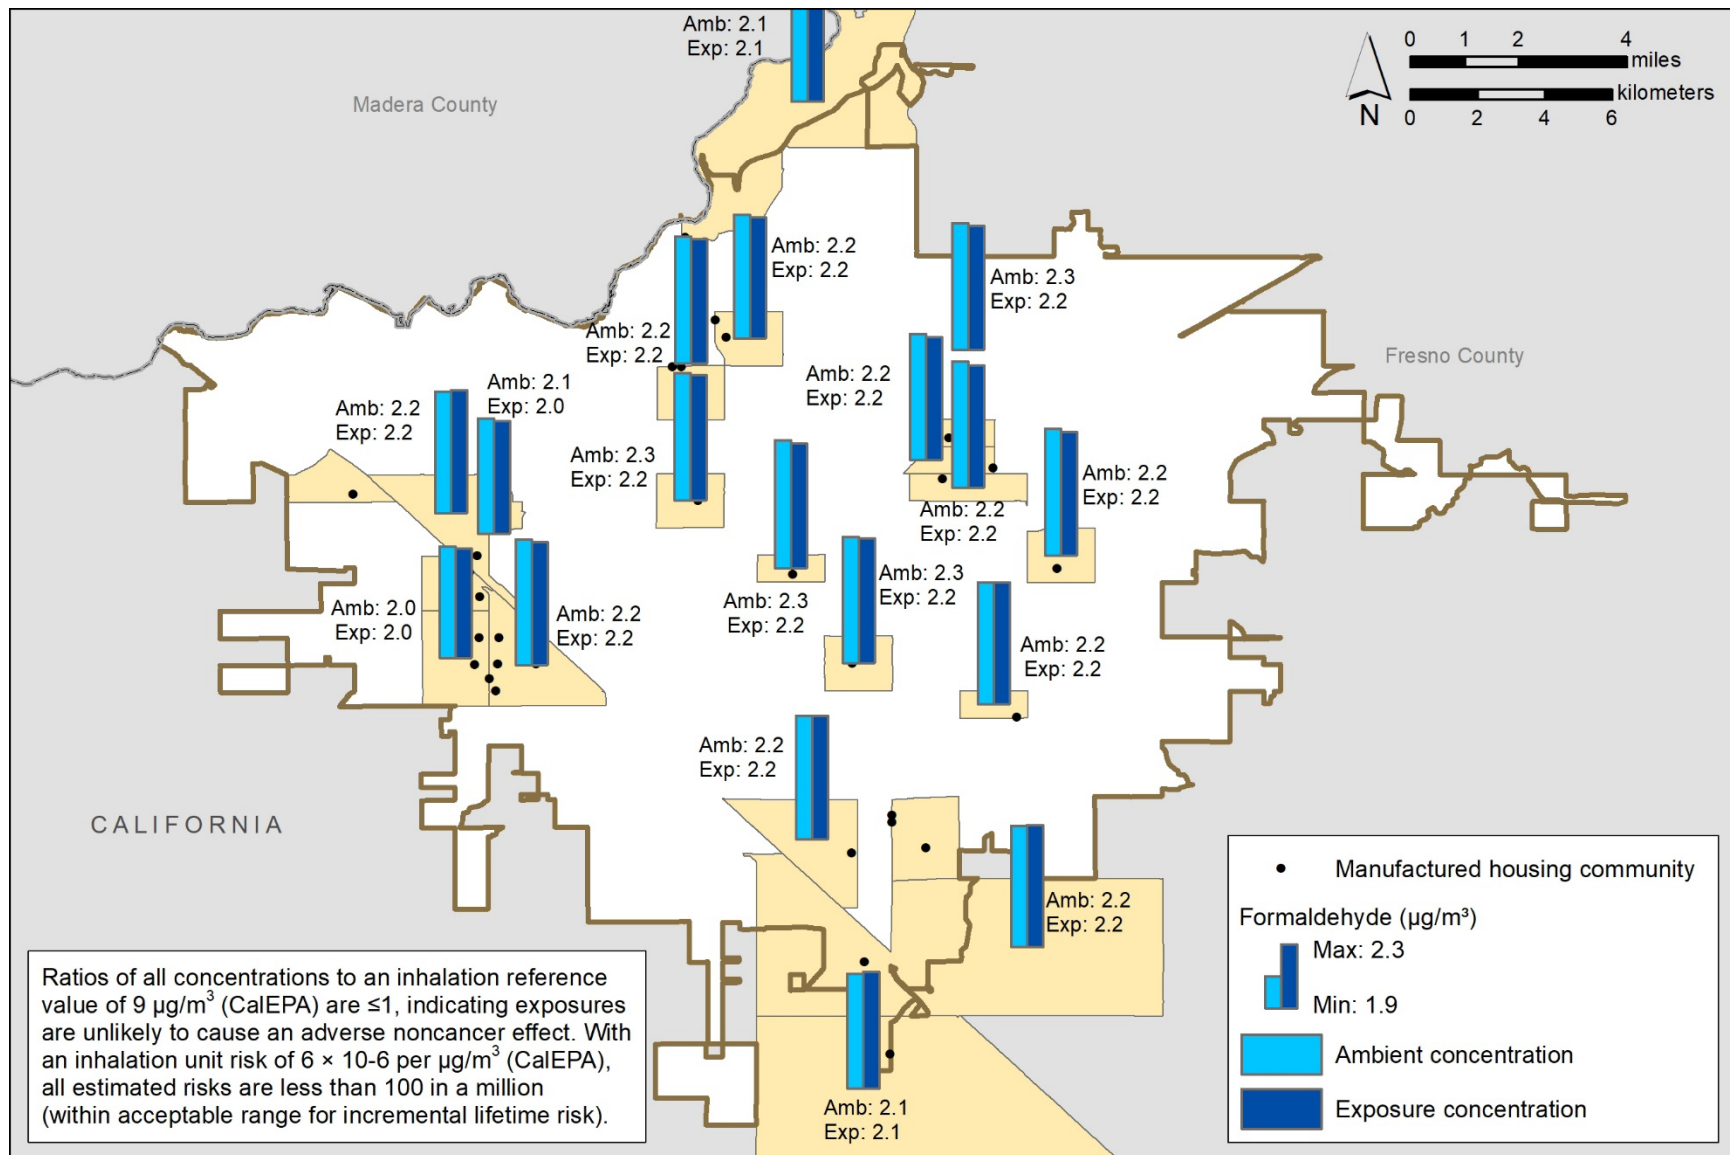 Amb: 2.1
Exp: 2.1
0 1 2 4
miles
kilometers
0 2 4 6
N
Madera County
Amb: 2.2
Exp: 2.2
Amb: 2.3
Exp: 2.2
Amb: 2.2
Exp: 2.2
Amb: 2.2
Exp: 2.2
Fresno County
Amb: 2.1
Exp: 2.0
Amb: 2.2
Exp: 2.2
Amb: 2.3
Exp: 2.2
Amb: 2.2
Exp: 2.2
Amb: 2.2
Exp: 2.2
Amb: 2.3
Exp: 2.2
Amb: 2.3
Exp: 2.2
Amb: 2.0
Exp: 2.0
Amb: 2.2
Exp: 2.2
Amb: 2.2
Exp: 2.2
Amb: 2.2
Exp: 2.2
CALIFORNIA
Amb: 2.2
Exp: 2.2
Amb: 2.1
Exp: 2.1
Ratios of all concentrations to an inhalation reference
value of 9 µg/m³ (CalEPA) are ≤1, indicating exposures
are unlikely to cause an adverse noncancer effect. With
an inhalation unit risk of 6 × 10-6 per µg/m³ (CalEPA),
all estimated risks are less than 100 in a million
(within acceptable range for incremental lifetime risk).
Manufactured housing community
Formaldehyde (µg/m³)
Max: 2.3
Min: 1.9
Ambient concentration
Exposure concentration